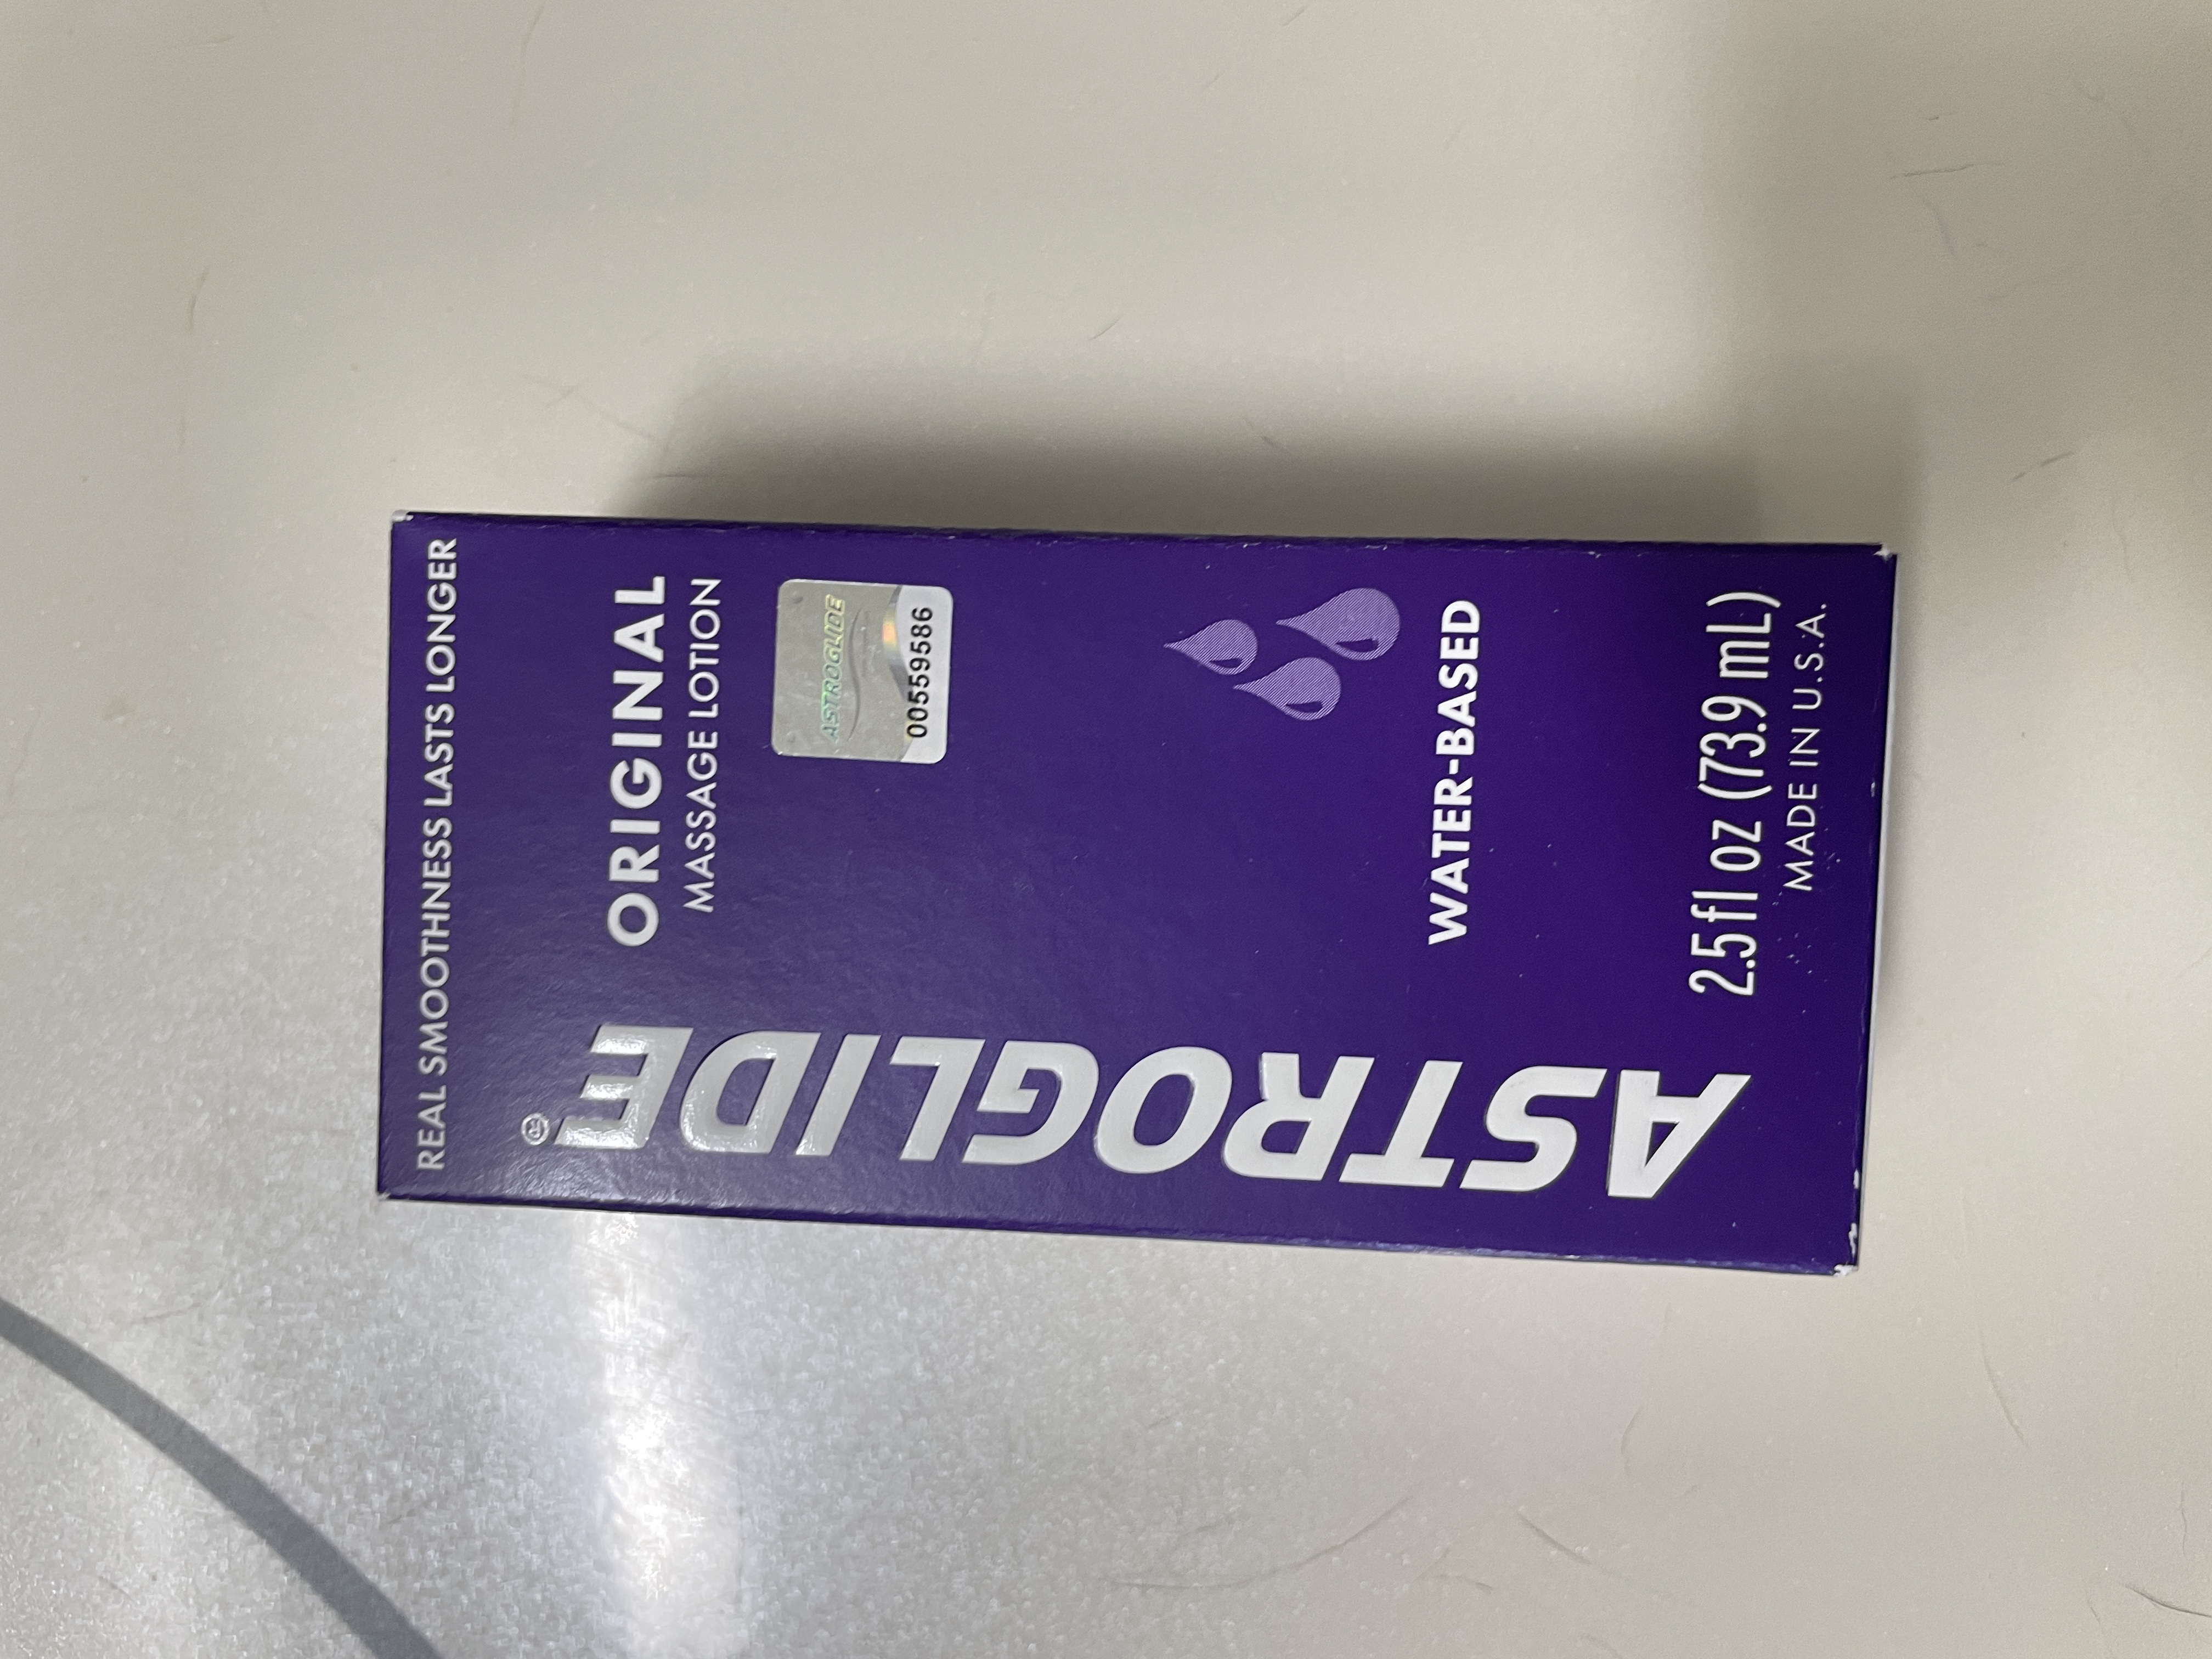 REAL SMOOTHNESS LASTS LONGER
ASTROGLIDE®
ORIGINAL
MASSAGE LOTION
ASTROGLIDE
00559586
WATER-BASED
2.5 fl oz (73.9 mL)
MADE IN U.S.A.